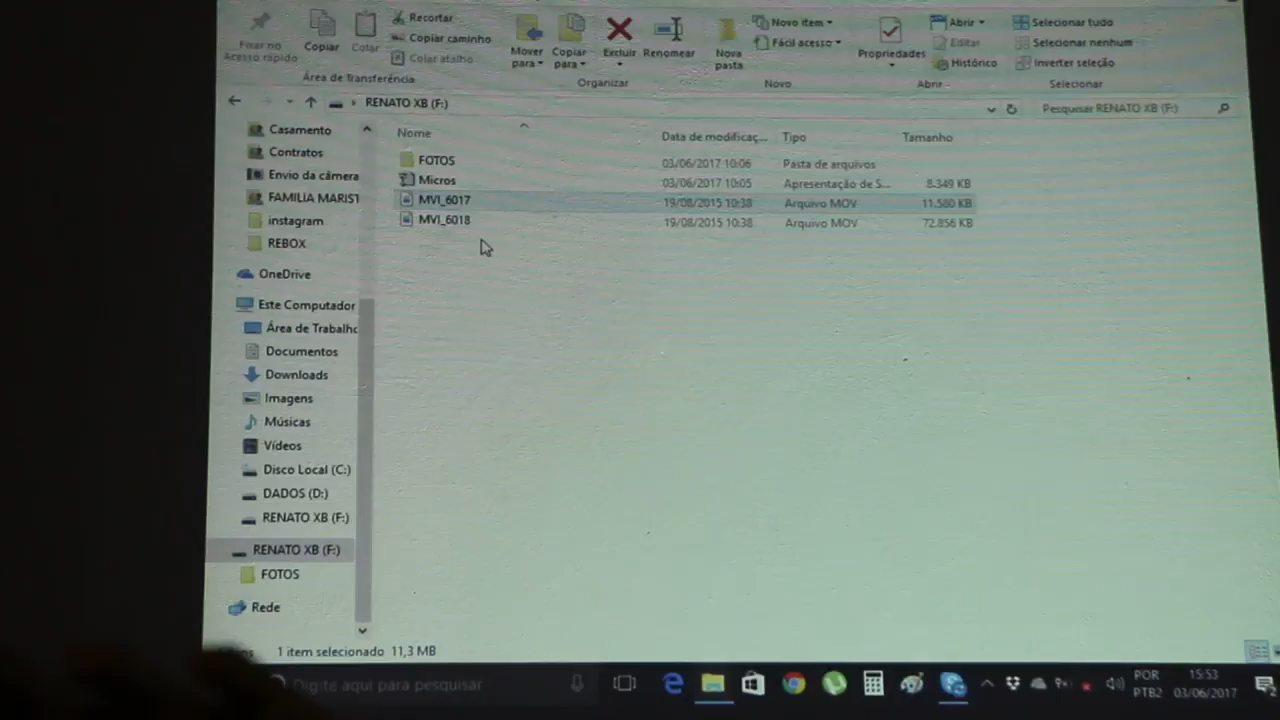 Recortar
Copiar caminho
Colar atalho
Fixar no
Acesso rápido
Copiar
Colar
Área de Transferência
Mover
para
Copiar
para
Excluir
Renomear
Organizar
Nova
pasta
Novo item
Fácil acesso
Novo
Propriedades
Abrir
Editar
Histórico
Abrir
Selecionar tudo
Selecionar nenhum
Inverter seleção
Selecionar
RENATO XB (F:)
Pesquisar RENATO XB (F:)
Nome Data de modificaç... Tipo Tamanho
FOTOS 03/06/2017 10:06 Pasta de arquivos
Micros 03/06/2017 10:05 Apresentação de S... 8.349 KB
MVI_6017 19/08/2015 10:38 Arquivo MOV 11.580 KB
MVI_6018 19/08/2015 10:38 Arquivo MOV 72.856 KB
Casamento
Contratos
Envio da câmera
FAMILIA MARIST
instagram
REBOX
OneDrive
Este Computador
Área de Trabalho
Documentos
Downloads
Imagens
Músicas
Vídeos
Disco Local (C:)
DADOS (D:)
RENATO XB (F:)
RENATO XB (F:)
FOTOS
Rede
1 item selecionado 11,3 MB
Digite aqui para pesquisar
POR
PTB2
15:53
03/06/2017